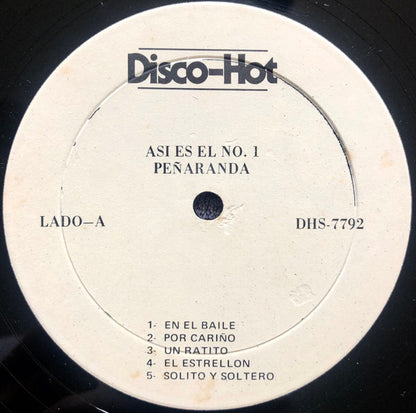 Disco-Hot
ASI ES EL NO. 1
PEÑARANDA
LADO-A
DHS-7792
1- EN EL BAILE
2- POR CARIÑO
3- UN RATITO
4- EL ESTRELLON
5- SOLITO Y SOLTERO